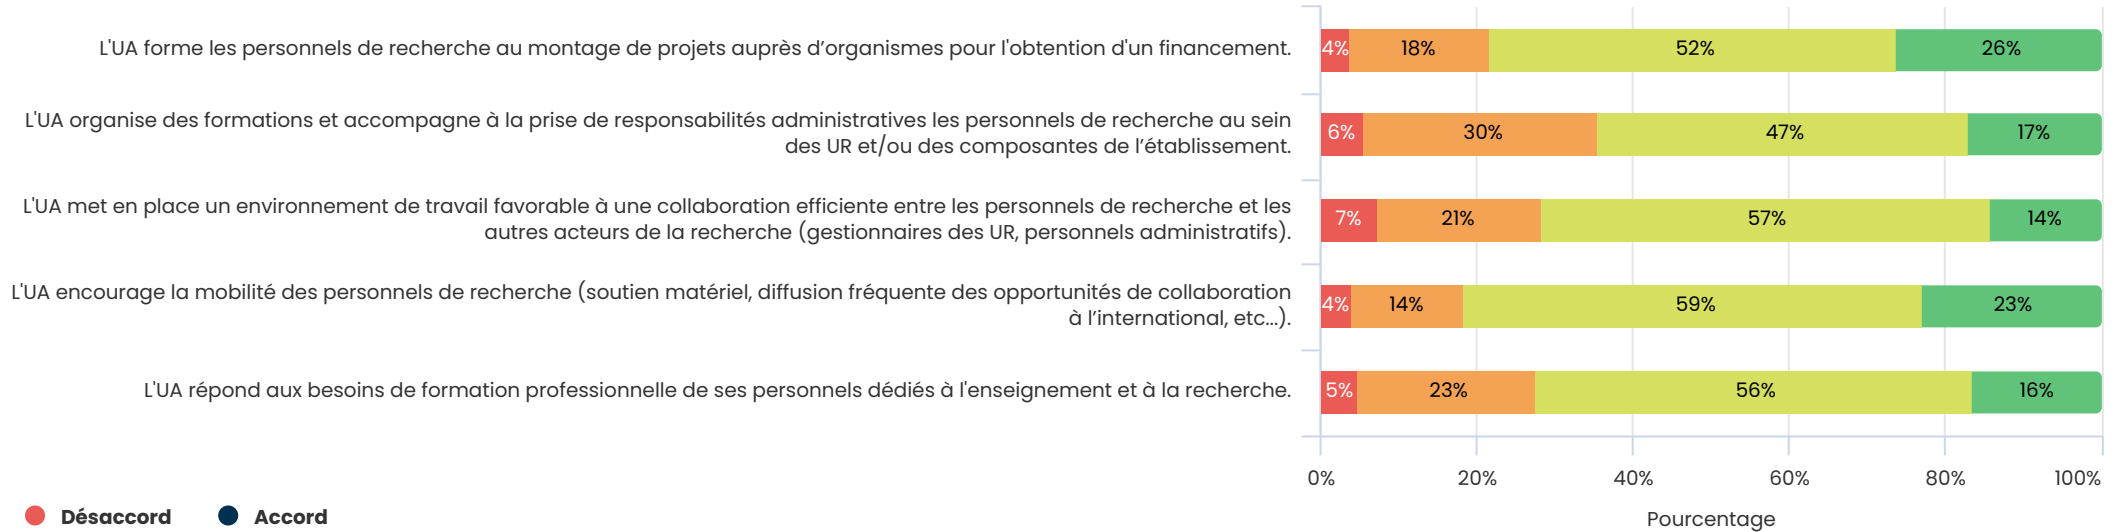 L'UA forme les personnels de recherche au montage de projets auprès d’organismes pour l'obtention d'un financement.
4% 18% 52% 26%
L'UA organise des formations et accompagne à la prise de responsabilités administratives les personnels de recherche au sein
des UR et/ou des composantes de l’établissement.
6% 30% 47% 17%
L'UA met en place un environnement de travail favorable à une collaboration efficiente entre les personnels de recherche et les
autres acteurs de la recherche (gestionnaires des UR, personnels administratifs).
7% 21% 57% 14%
L'UA encourage la mobilité des personnels de recherche (soutien matériel, diffusion fréquente des opportunités de collaboration
à l’international, etc...).
4% 14% 59% 23%
L'UA répond aux besoins de formation professionnelle de ses personnels dédiés à l'enseignement et à la recherche.
5% 23% 56% 16%
0% 20% 40% 60% 80% 100%
Pourcentage
Désaccord Accord